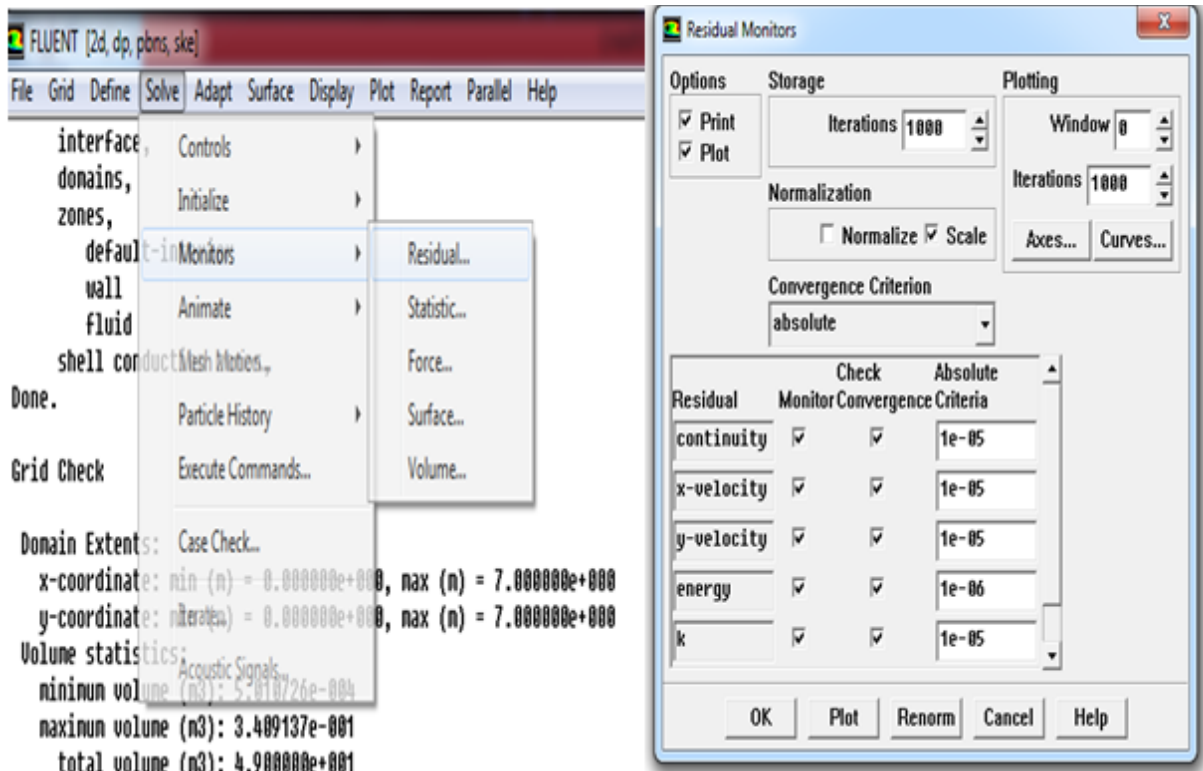 FLUENT [2d, dp, pbns, ske]
File Grid Define Solve Adapt Surface Display Plot Report Parallel Help
interface,
domains,
zones,
wall
fluid
Done.
Grid Check
Domain Extents:
x-coordinate: min (m) = 0.000000e+000, max (m) = 7.000000e+000
y-coordinate: (m) = 0.000000e+000, max (m) = 7.000000e+000
Volume statistics:
minimum volume (m3): 5.010726e-004
maximum volume (m3): 3.409137e-001
total volume (m3): 4.900000e+001
Controls
Initialize
Monitors
Animate
Mesh Motion...
Particle History
Execute Commands...
Case Check...
Iterate...
Acoustic Signals...
Residual...
Statistic...
Force...
Surface...
Volume...
Residual Monitors
Options
Print
Plot
Storage
Iterations 1000
Normalization
Normalize Scale
Convergence Criterion
absolute
Plotting
Window 0
Iterations 1000
Axes... Curves...
Check Absolute
Residual Monitor Convergence Criteria
continuity 1e-05
x-velocity 1e-05
y-velocity 1e-05
energy 1e-06
k 1e-05
OK Plot Renorm Cancel Help